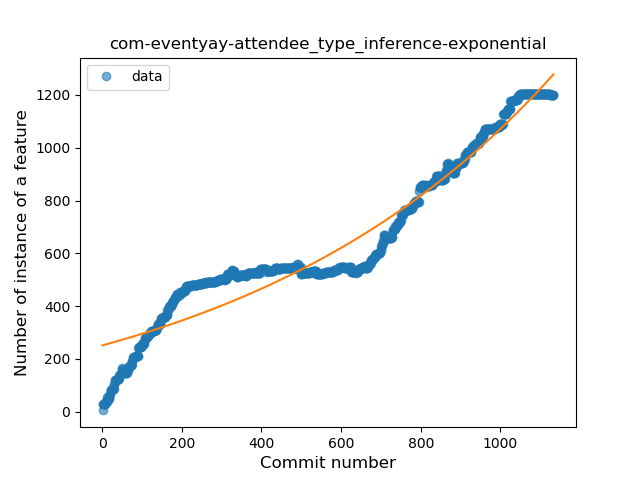 com-eventyay-attendee_type_inference-exponential
data
Number of instance of a feature
1200
1000
800
600
400
200
0
0 200 400 600 800 1000
Commit number